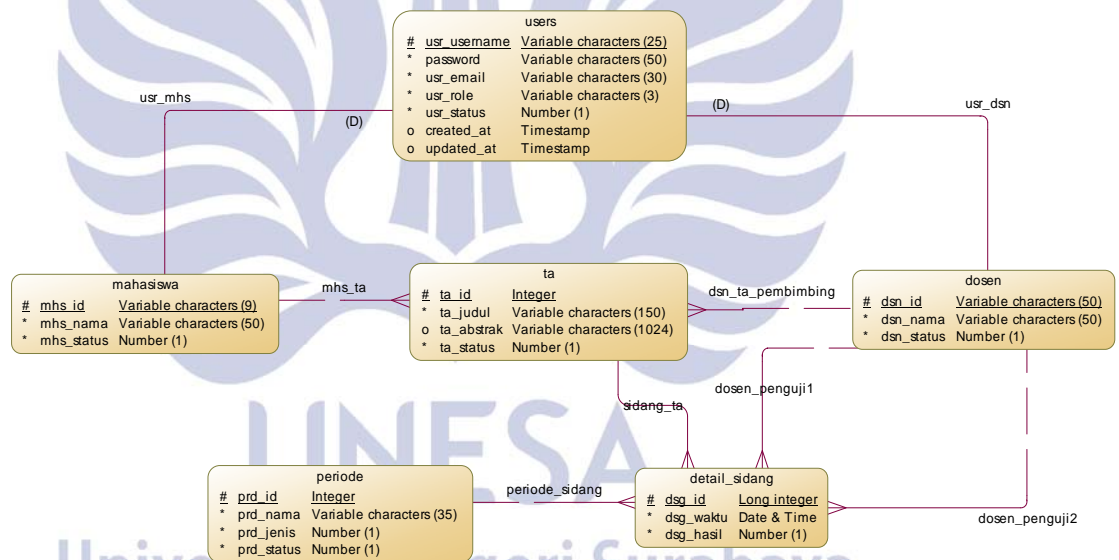 users
# usr_username Variable characters (25)
* password Variable characters (50)
* usr_email Variable characters (30)
* usr_role Variable characters (3)
* usr_status Number (1)
o created_at Timestamp
o updated_at Timestamp
usr_mhs
(D)
(D)
usr_dsn
mahasiswa
# mhs_id Variable characters (9)
* mhs_nama Variable characters (50)
* mhs_status Number (1)
mhs_ta
ta
# ta_id Integer
* ta_judul Variable characters (150)
o ta_abstrak Variable characters (1024)
* ta_status Number (1)
dsn_ta_pembimbing
dosen
# dsn_id Variable characters (50)
* dsn_nama Variable characters (50)
* dsn_status Number (1)
sidang_ta
dosen_penguji1
UNESA
periode
# prd_id Integer
* prd_nama Variable characters (35)
* prd_jenis Number (1)
* prd_status Number (1)
periode_sidang
detail_sidang
# dsg_id Long integer
* dsg_waktu Date & Time
* dsg_hasil Number (1)
dosen_penguji2